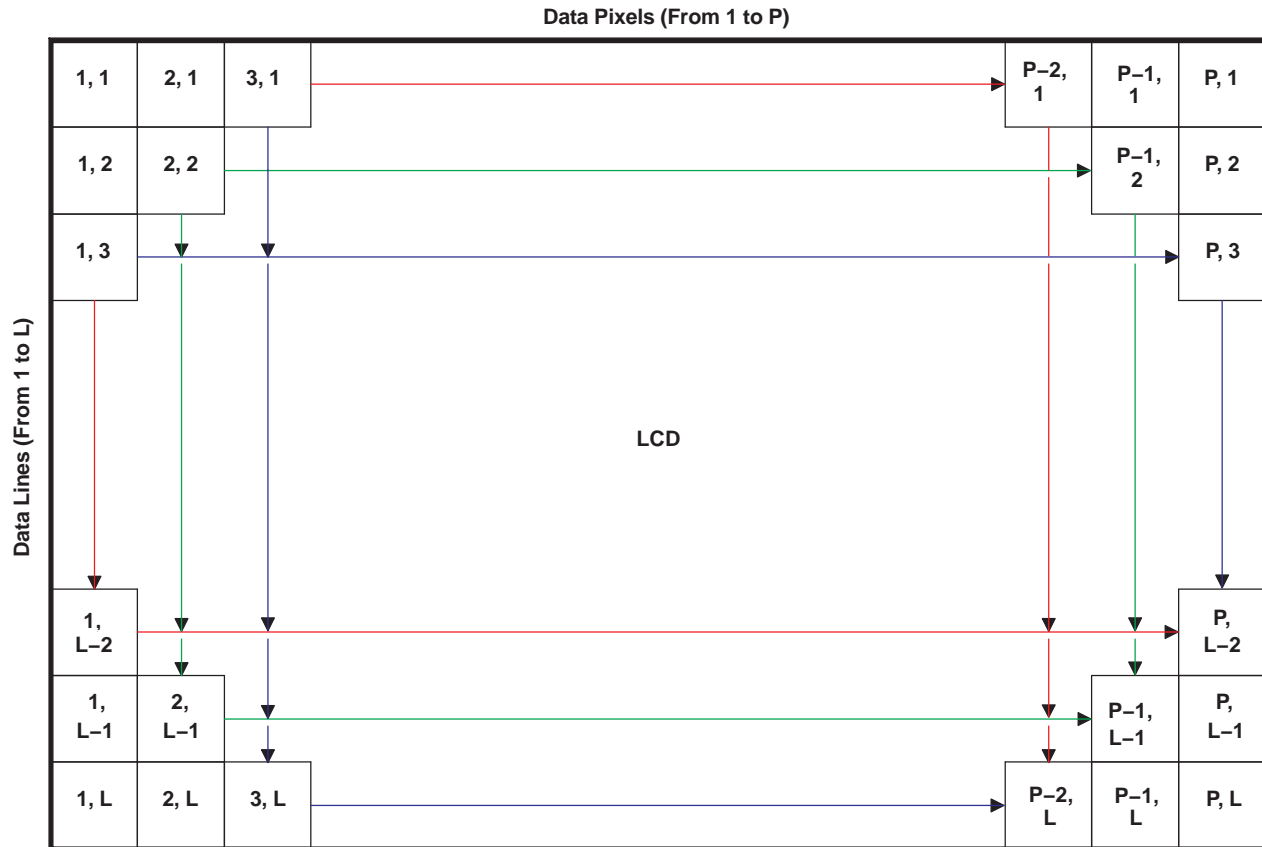 Data Pixels (From 1 to P)
1, 1
2, 1
3, 1
P–2,
1
P–1,
1
P, 1
1, 2
2, 2
P–1,
2
P, 2
1, 3
P, 3
Data Lines (From 1 to L)
LCD
1,
L–2
P,
L–2
1,
L–1
2,
L–1
P–1,
L–1
P,
L–1
1, L
2, L
3, L
P–2,
L
P–1,
L
P, L